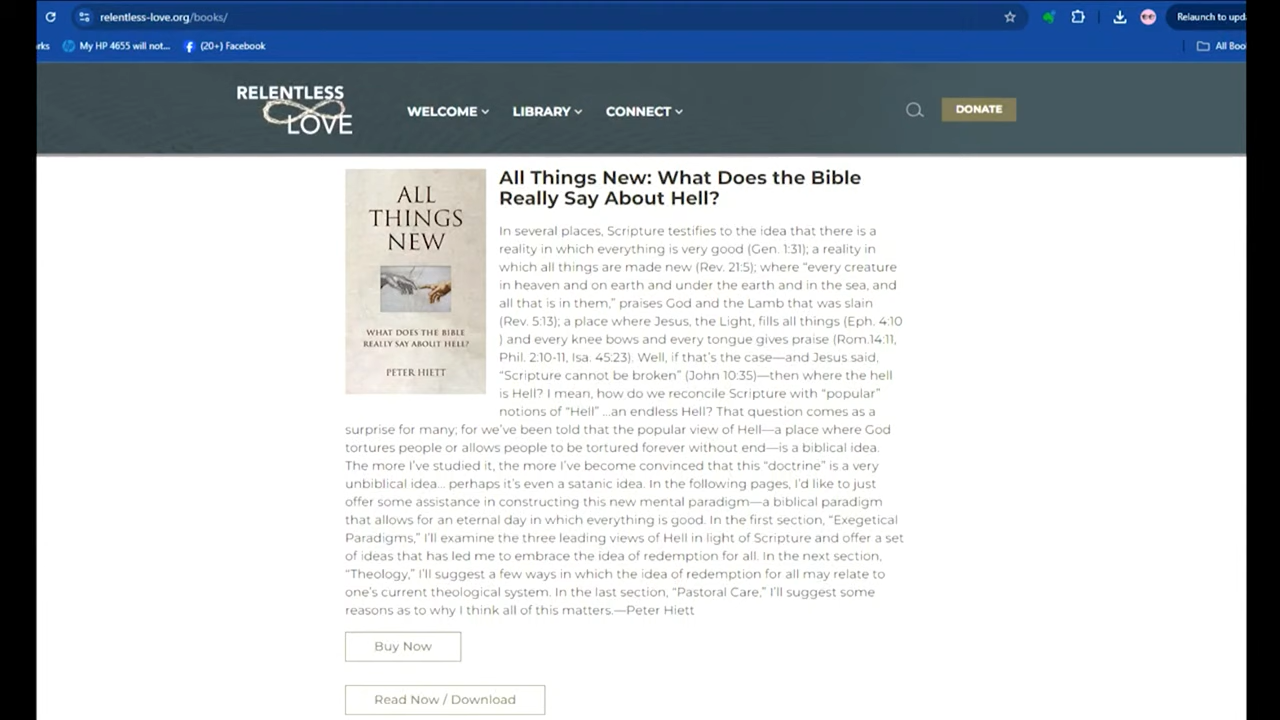 relentless-love.org/books/
Relaunch to upd
rks
My HP 4655 will not...
(20+) Facebook
All Boo
RELENTLESS
LOVE
WELCOME
LIBRARY
CONNECT
DONATE
ALL
THINGS
NEW
WHAT DOES THE BIBLE
REALLY SAY ABOUT HELL?
PETER HIETT
All Things New: What Does the Bible
Really Say About Hell?
In several places, Scripture testifies to the idea that there is a
reality in which everything is very good (Gen. 1:31); a reality in
which all things are made new (Rev. 21:5); where “every creature
in heaven and on earth and under the earth and in the sea, and
all that is in them,” praises God and the Lamb that was slain
(Rev. 5:13); a place where Jesus, the Light, fills all things (Eph. 4:10
) and every knee bows and every tongue gives praise (Rom.14:11,
Phil. 2:10-11, Isa. 45:23). Well, if that’s the case—and Jesus said,
“Scripture cannot be broken” (John 10:35)—then where the hell
is Hell? I mean, how do we reconcile Scripture with “popular”
notions of “Hell” …an endless Hell? That question comes as a
surprise for many; for we’ve been told that the popular view of Hell—a place where God
tortures people or allows people to be tortured forever without end—is a biblical idea.
The more I’ve studied it, the more I’ve become convinced that this “doctrine” is a very
unbiblical idea… perhaps it’s even a satanic idea. In the following pages, I’d like to just
offer some assistance in constructing this new mental paradigm—a biblical paradigm
that allows for an eternal day in which everything is good. In the first section, “Exegetical
Paradigms,” I’ll examine the three leading views of Hell in light of Scripture and offer a set
of ideas that has led me to embrace the idea of redemption for all. In the next section,
“Theology,” I’ll suggest a few ways in which the idea of redemption for all may relate to
one’s current theological system. In the last section, “Pastoral Care,” I’ll suggest some
reasons as to why I think all of this matters.—Peter Hiett
Buy Now
Read Now / Download